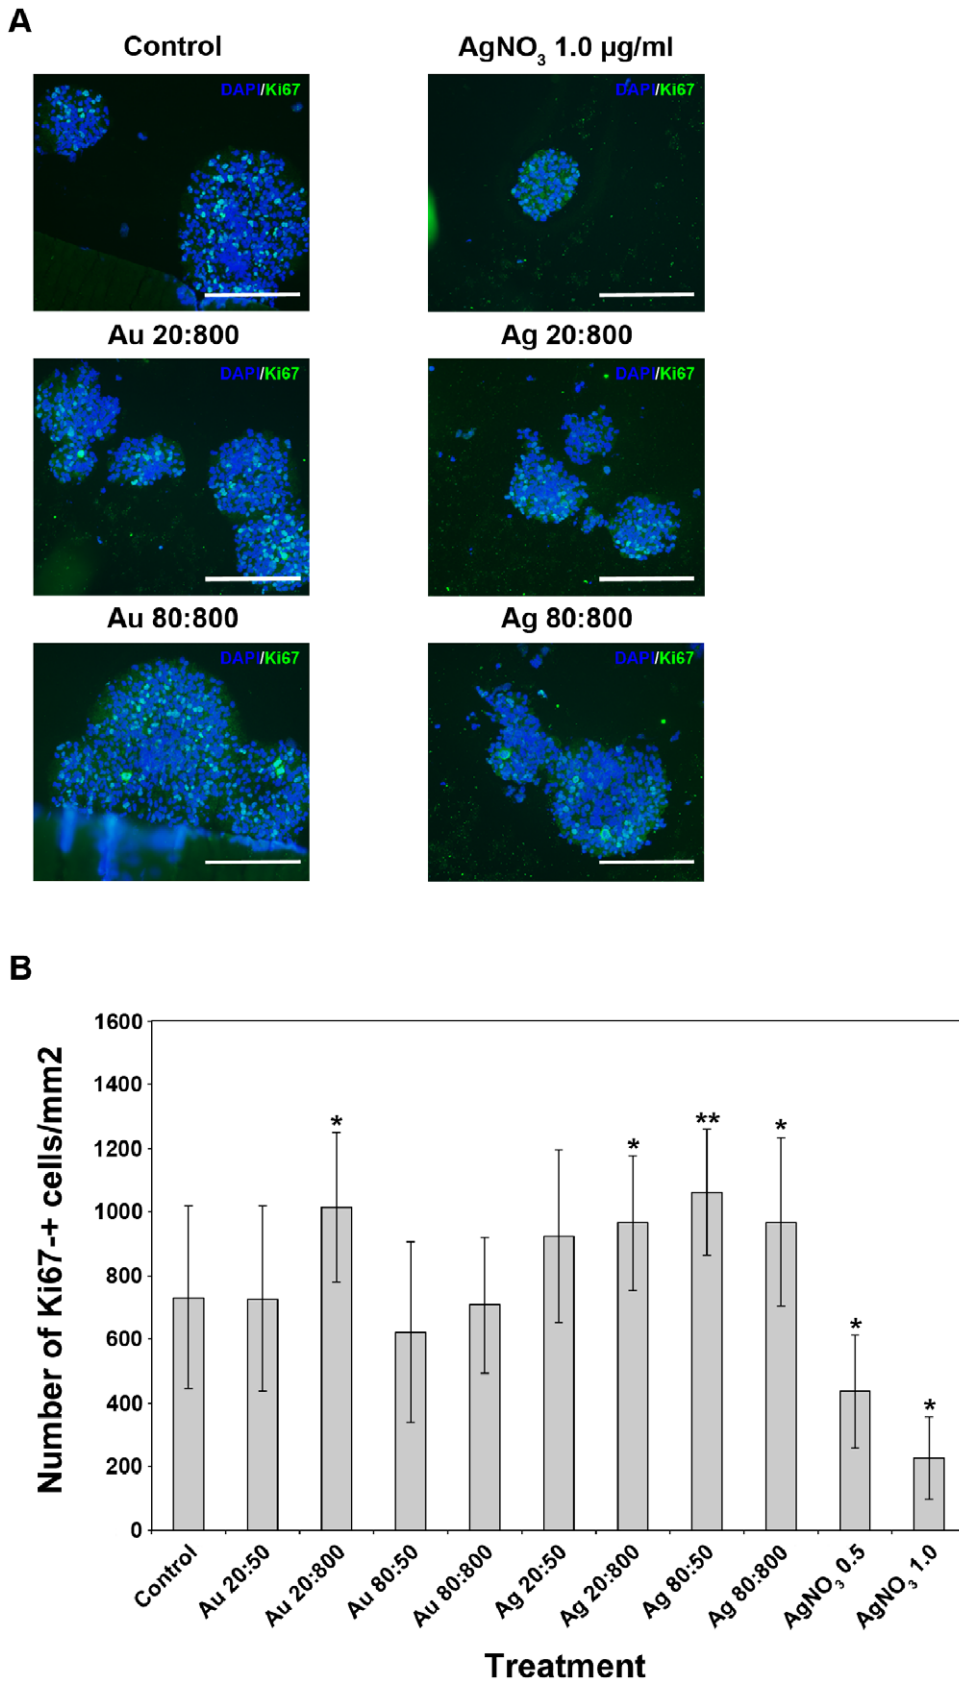 A
Control
AgNO₃ 1.0 µg/ml
DAPI/Ki67
DAPI/Ki67
Au 20:800
Ag 20:800
DAPI/Ki67
DAPI/Ki67
Au 80:800
Ag 80:800
DAPI/Ki67
DAPI/Ki67
B
Number of Ki67-+ cells/mm2
1600
1400
1200
1000
800
600
400
200
0
*
*
**
*
*
*
Control
Au 20:50
Au 20:800
Au 80:50
Au 80:800
Ag 20:50
Ag 20:800
Ag 80:50
Ag 80:800
AgNO₃ 0.5
AgNO₃ 1.0
Treatment